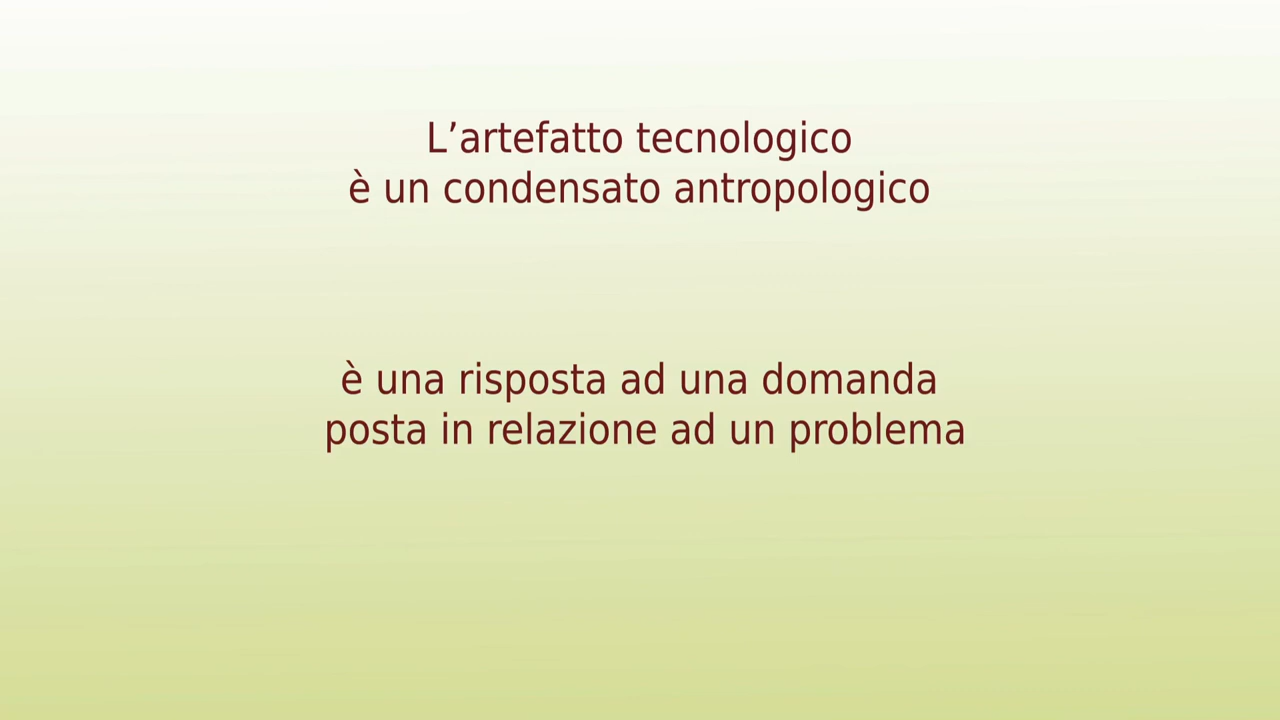 L’artefatto tecnologico
è un condensato antropologico
è una risposta ad una domanda
posta in relazione ad un problema